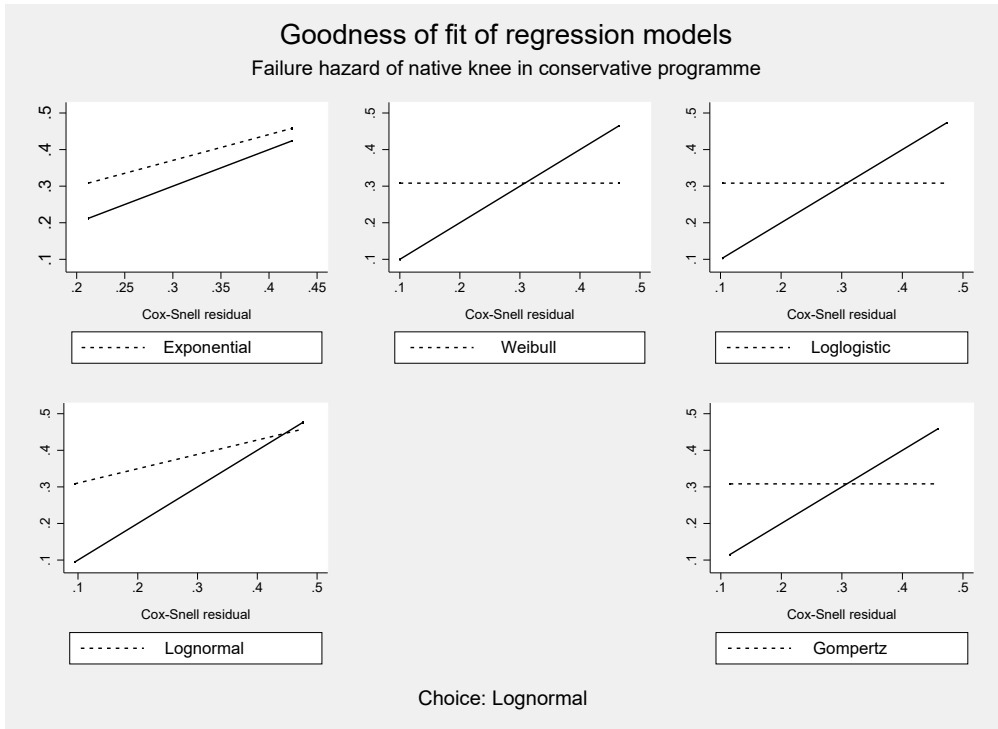 Goodness of fit of regression models
Failure hazard of native knee in conservative programme
.5
.4
.3
.2
.1
.2 .25 .3 .35 .4 .45
Cox-Snell residual
Exponential
.5
.4
.3
.2
.1
.1 .2 .3 .4 .5
Cox-Snell residual
Weibull
.5
.4
.3
.2
.1
.1 .2 .3 .4 .5
Cox-Snell residual
Loglogistic
.5
.4
.3
.2
.1
.1 .2 .3 .4 .5
Cox-Snell residual
Lognormal
.5
.4
.3
.2
.1
.1 .2 .3 .4 .5
Cox-Snell residual
Gompertz
Choice: Lognormal